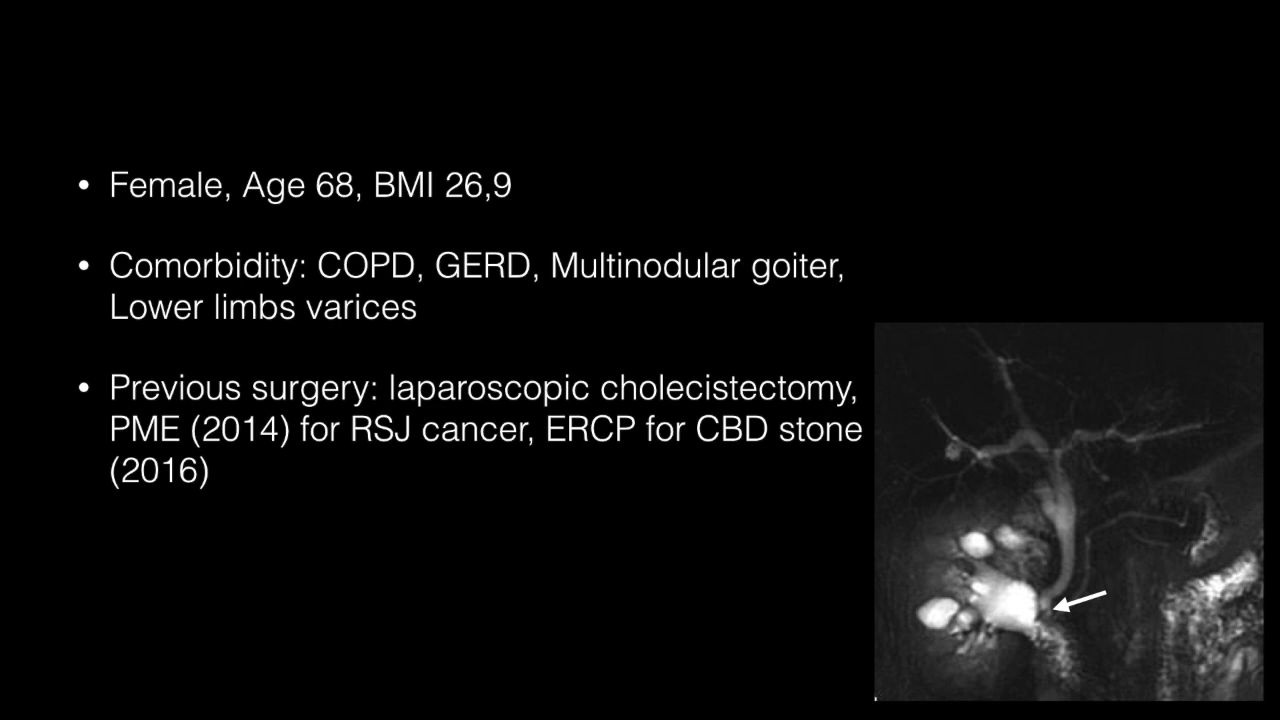 • Female, Age 68, BMI 26,9
• Comorbidity: COPD, GERD, Multinodular goiter,
Lower limbs varices
• Previous surgery: laparoscopic cholecistectomy,
PME (2014) for RSJ cancer, ERCP for CBD stone
(2016)